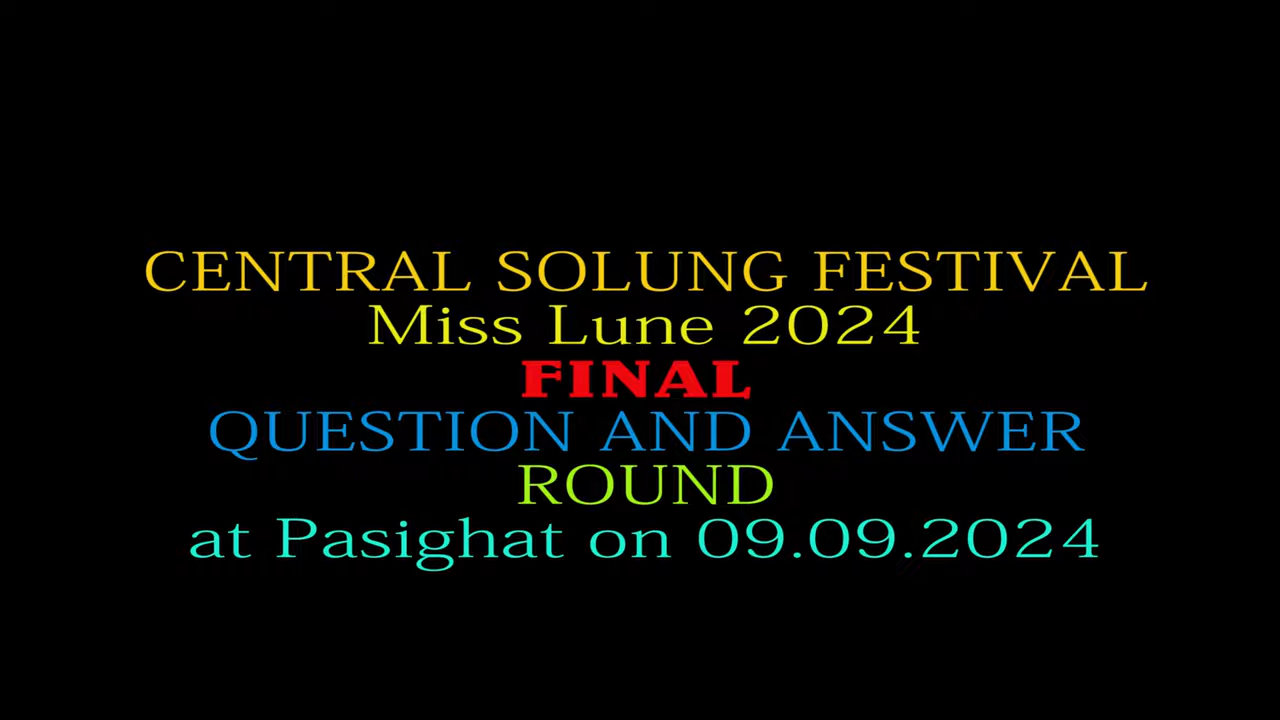 CENTRAL SOLUNG FESTIVAL
Miss Lune 2024
FINAL
QUESTION AND ANSWER
ROUND
at Pasighat on 09.09.2024